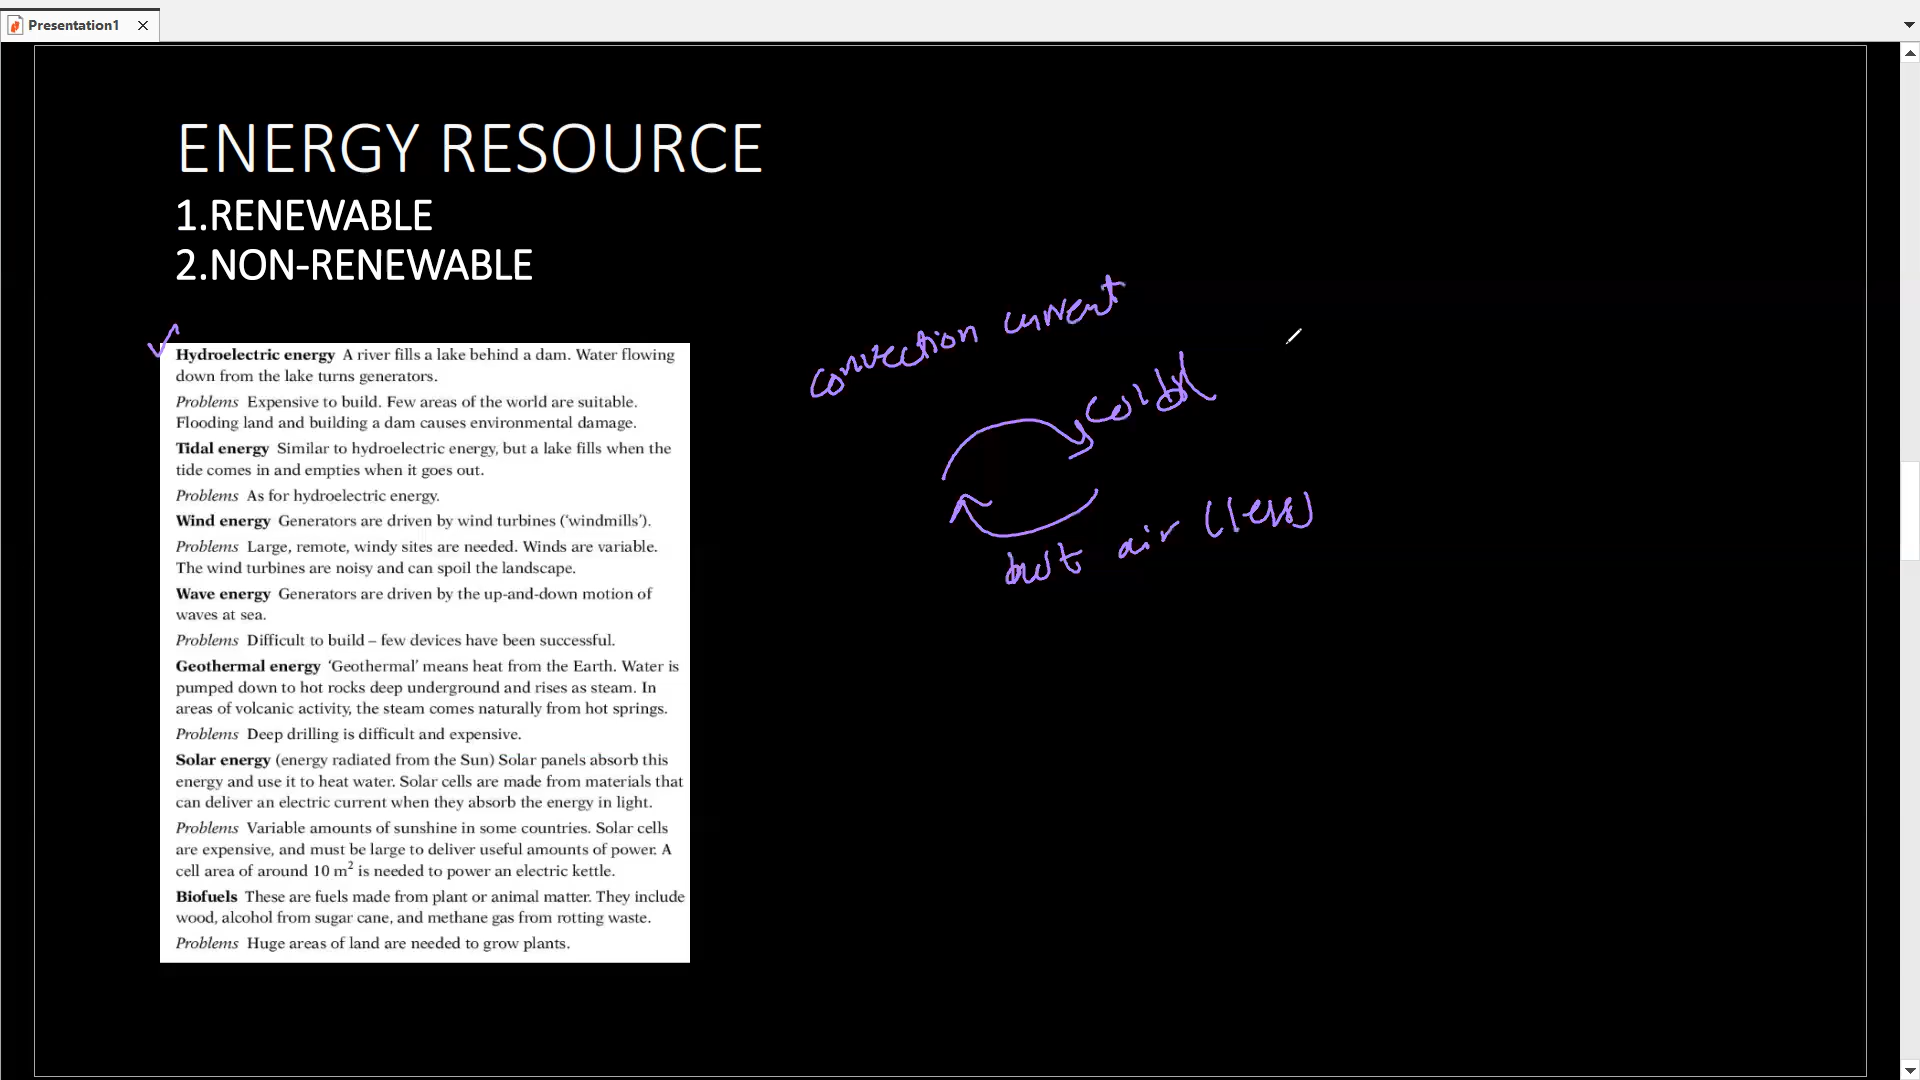 Presentation1
ENERGY RESOURCE
1.RENEWABLE
2.NON-RENEWABLE
Hydroelectric energy A river fills a lake behind a dam. Water flowing
down from the lake turns generators.
Problems Expensive to build. Few areas of the world are suitable.
Flooding land and building a dam causes environmental damage.
Tidal energy Similar to hydroelectric energy, but a lake fills when the
tide comes in and empties when it goes out.
Problems As for hydroelectric energy.
Wind energy Generators are driven by wind turbines (‘windmills’).
Problems Large, remote, windy sites are needed. Winds are variable.
The wind turbines are noisy and can spoil the landscape.
Wave energy Generators are driven by the up-and-down motion of
waves at sea.
Problems Difficult to build – few devices have been successful.
Geothermal energy ‘Geothermal’ means heat from the Earth. Water is
pumped down to hot rocks deep underground and rises as steam. In
areas of volcanic activity, the steam comes naturally from hot springs.
Problems Deep drilling is difficult and expensive.
Solar energy (energy radiated from the Sun) Solar panels absorb this
energy and use it to heat water. Solar cells are made from materials that
can deliver an electric current when they absorb the energy in light.
Problems Variable amounts of sunshine in some countries. Solar cells
are expensive, and must be large to deliver useful amounts of power. A
cell area of around 10 m² is needed to power an electric kettle.
Biofuels These are fuels made from plant or animal matter. They include
wood, alcohol from sugar cane, and methane gas from rotting waste.
Problems Huge areas of land are needed to grow plants.
convection current
air (less)